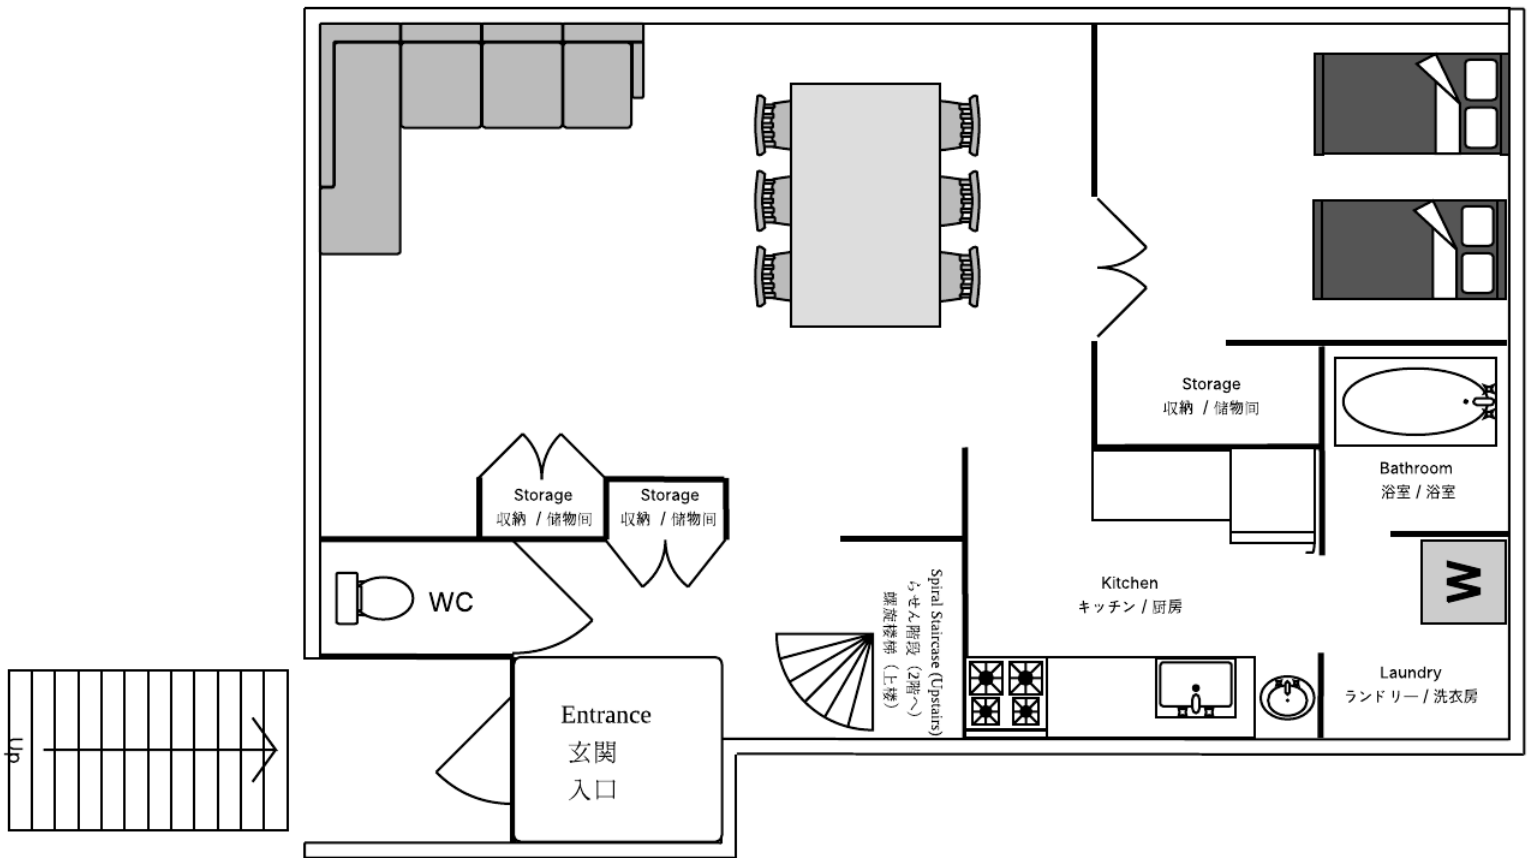 Storage
収納 / 储物间
Bathroom
浴室 / 浴室
Storage
収納 / 储物间
Storage
収納 / 储物间
WC
Kitchen
キッチン / 厨房
W
Spiral Staircase (Upstairs)
らせん階段（2階へ）
螺旋楼梯（上楼）
Laundry
ランドリー / 洗衣房
Entrance
玄関
入口
up